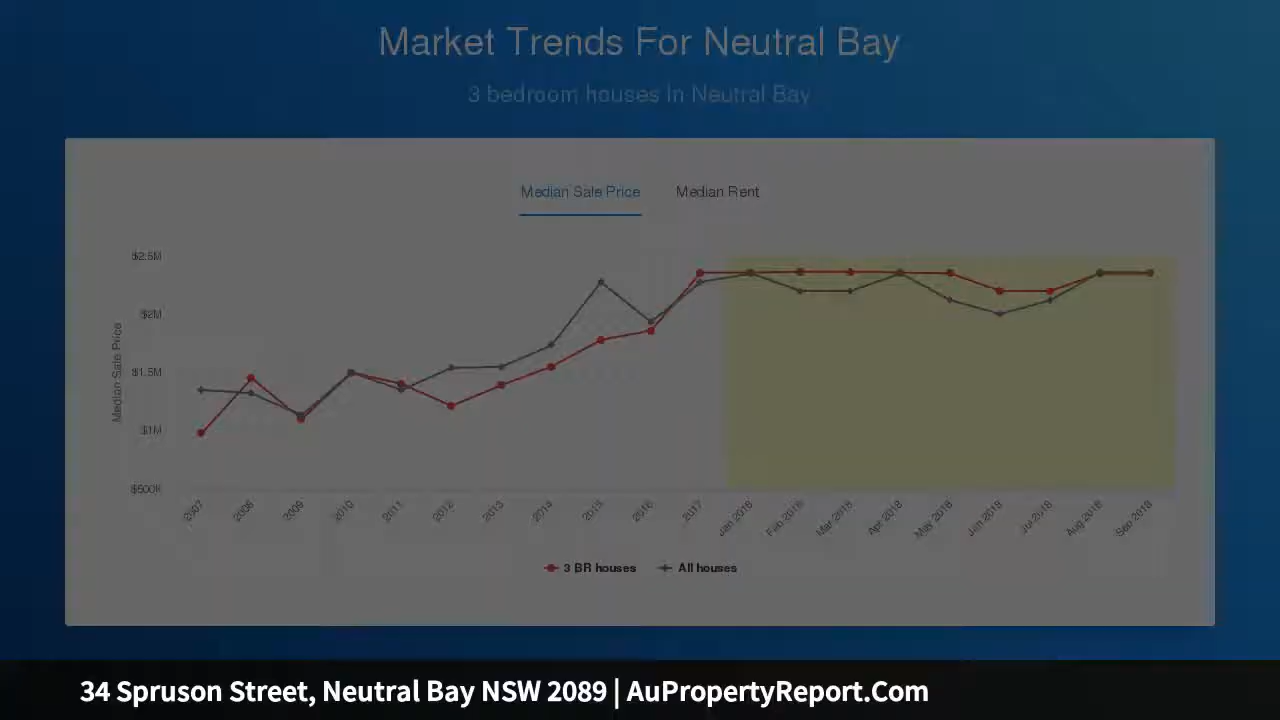 Market Trends For Neutral Bay
3 bedroom houses in Neutral Bay
Median Sale Price Median Rent
$2.5M
$2M
$1.5M
$1M
$500K
Median Sale Price
2007 2008 2009 2010 2011 2012 2013 2014 2015 2016 2017 Jan 2018 Feb 2018 Mar 2018 Apr 2018 May 2018 Jun 2018 Jul 2018 Aug 2018 Sep 2018
3 BR houses All houses
34 Spruson Street, Neutral Bay NSW 2089 | AuPropertyReport.Com